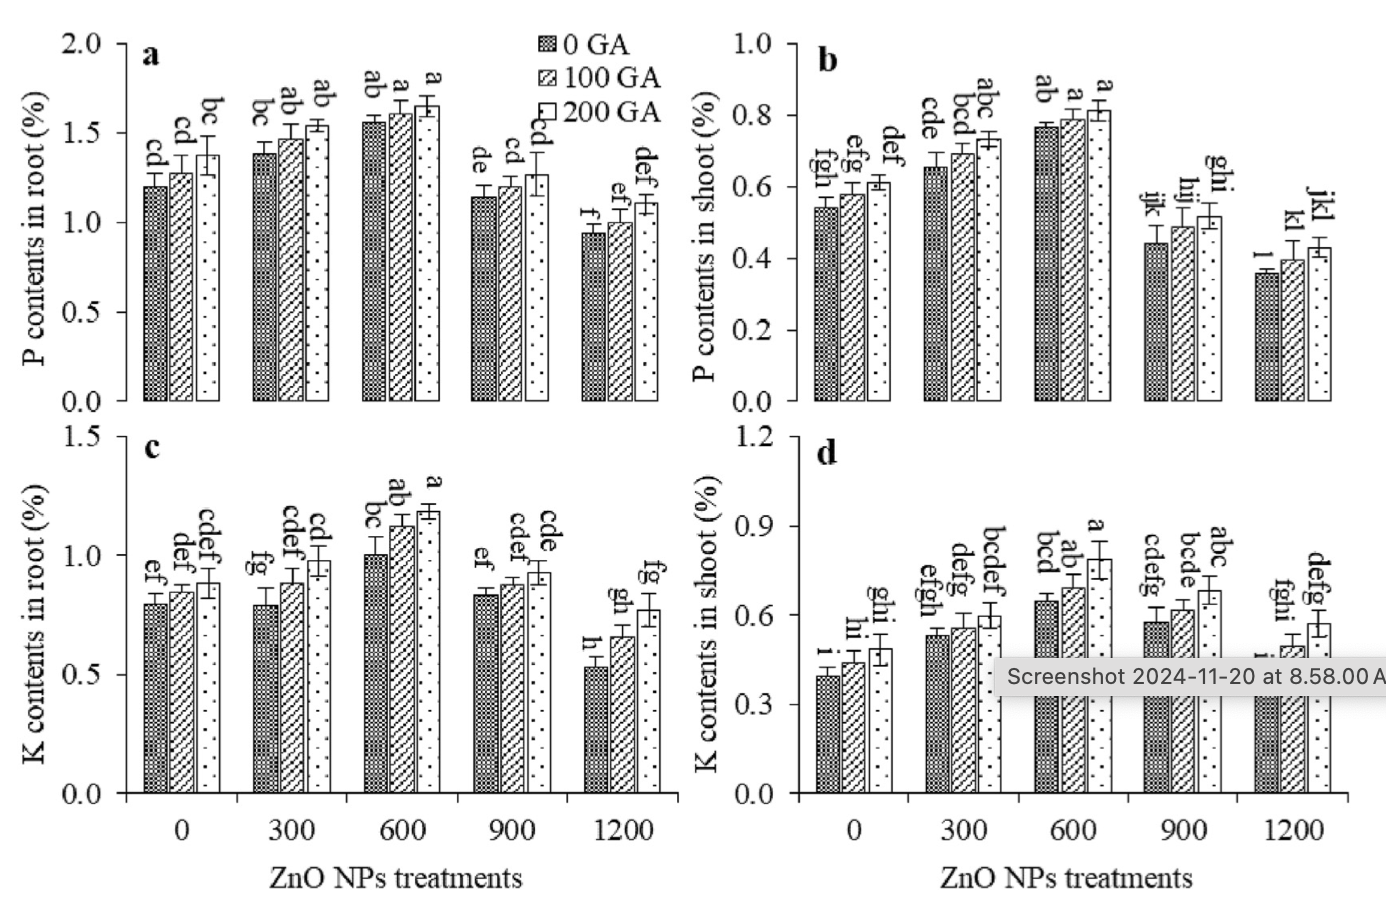 a
0 GA
100 GA
200 GA
P contents in root (%)
2.0
1.5
1.0
0.5
0.0
cd
cd
bc
bc
ab
ab
ab
a
a
de
cd
cd
f
ef
def
b
P contents in shoot (%)
1.0
0.8
0.6
0.4
0.2
0.0
fgh
efg
def
cde
bcd
abc
ab
a
a
ijk
hij
ghi
l
kl
jkl
c
K contents in root (%)
1.5
1.0
0.5
0.0
ef
def
cdef
fg
cdef
cd
bc
ab
a
ef
cdef
cde
h
gh
fg
0 300 600 900 1200
ZnO NPs treatments
d
K contents in shoot (%)
1.2
0.9
0.6
0.3
0.0
i
hi
ghi
efgh
defg
bcdef
bcd
ab
a
cdefg
bcde
abc
fghi
defg
Screenshot 2024-11-20 at 8.58.00 A
0 300 600 900 1200
ZnO NPs treatments